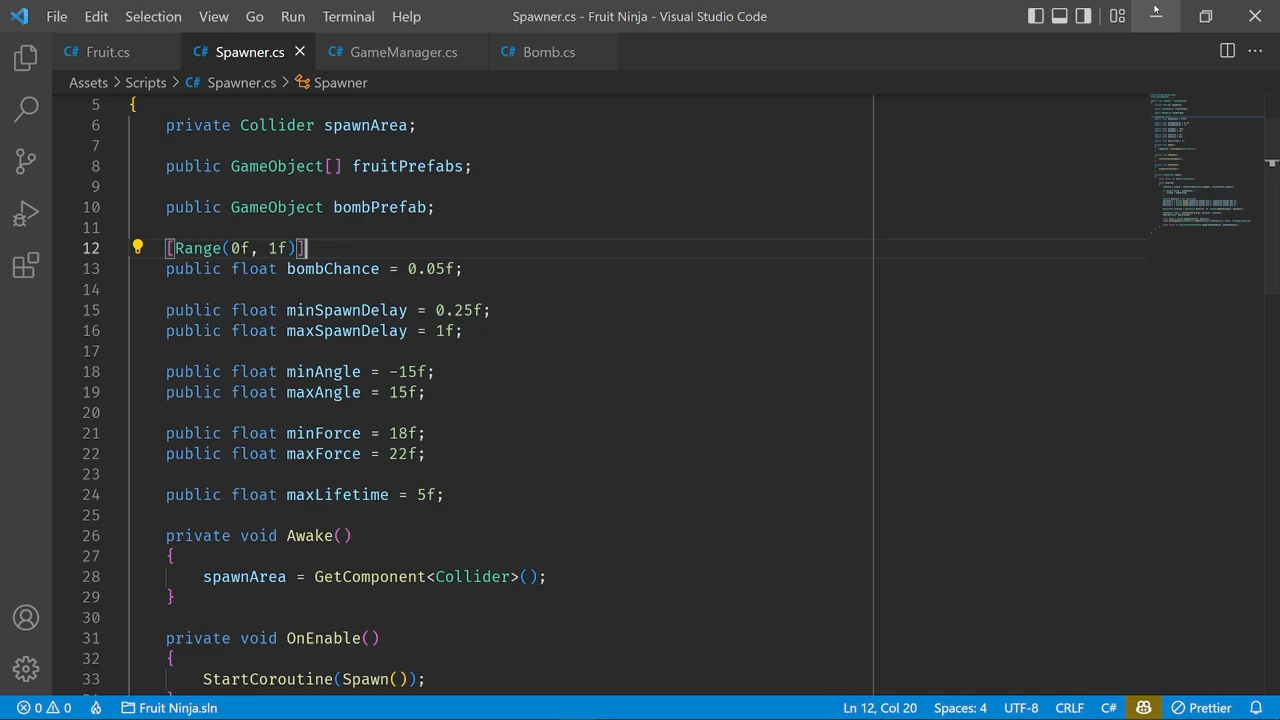 File Edit Selection View Go Run Terminal Help Spawner.cs - Fruit Ninja - Visual Studio Code
Fruit.cs Spawner.cs GameManager.cs Bomb.cs
Assets > Scripts > Spawner.cs > Spawner
5 {
6 private Collider spawnArea;
7
8 public GameObject[] fruitPrefabs;
9
10 public GameObject bombPrefab;
11
12 [Range(0f, 1f)]
13 public float bombChance = 0.05f;
14
15 public float minSpawnDelay = 0.25f;
16 public float maxSpawnDelay = 1f;
17
18 public float minAngle = -15f;
19 public float maxAngle = 15f;
20
21 public float minForce = 18f;
22 public float maxForce = 22f;
23
24 public float maxLifetime = 5f;
25
26 private void Awake()
27 {
28 spawnArea = GetComponent<Collider>();
29 }
30
31 private void OnEnable()
32 {
33 StartCoroutine(Spawn());
0 0 Fruit Ninja.sln Ln 12, Col 20 Spaces: 4 UTF-8 CRLF C# Prettier